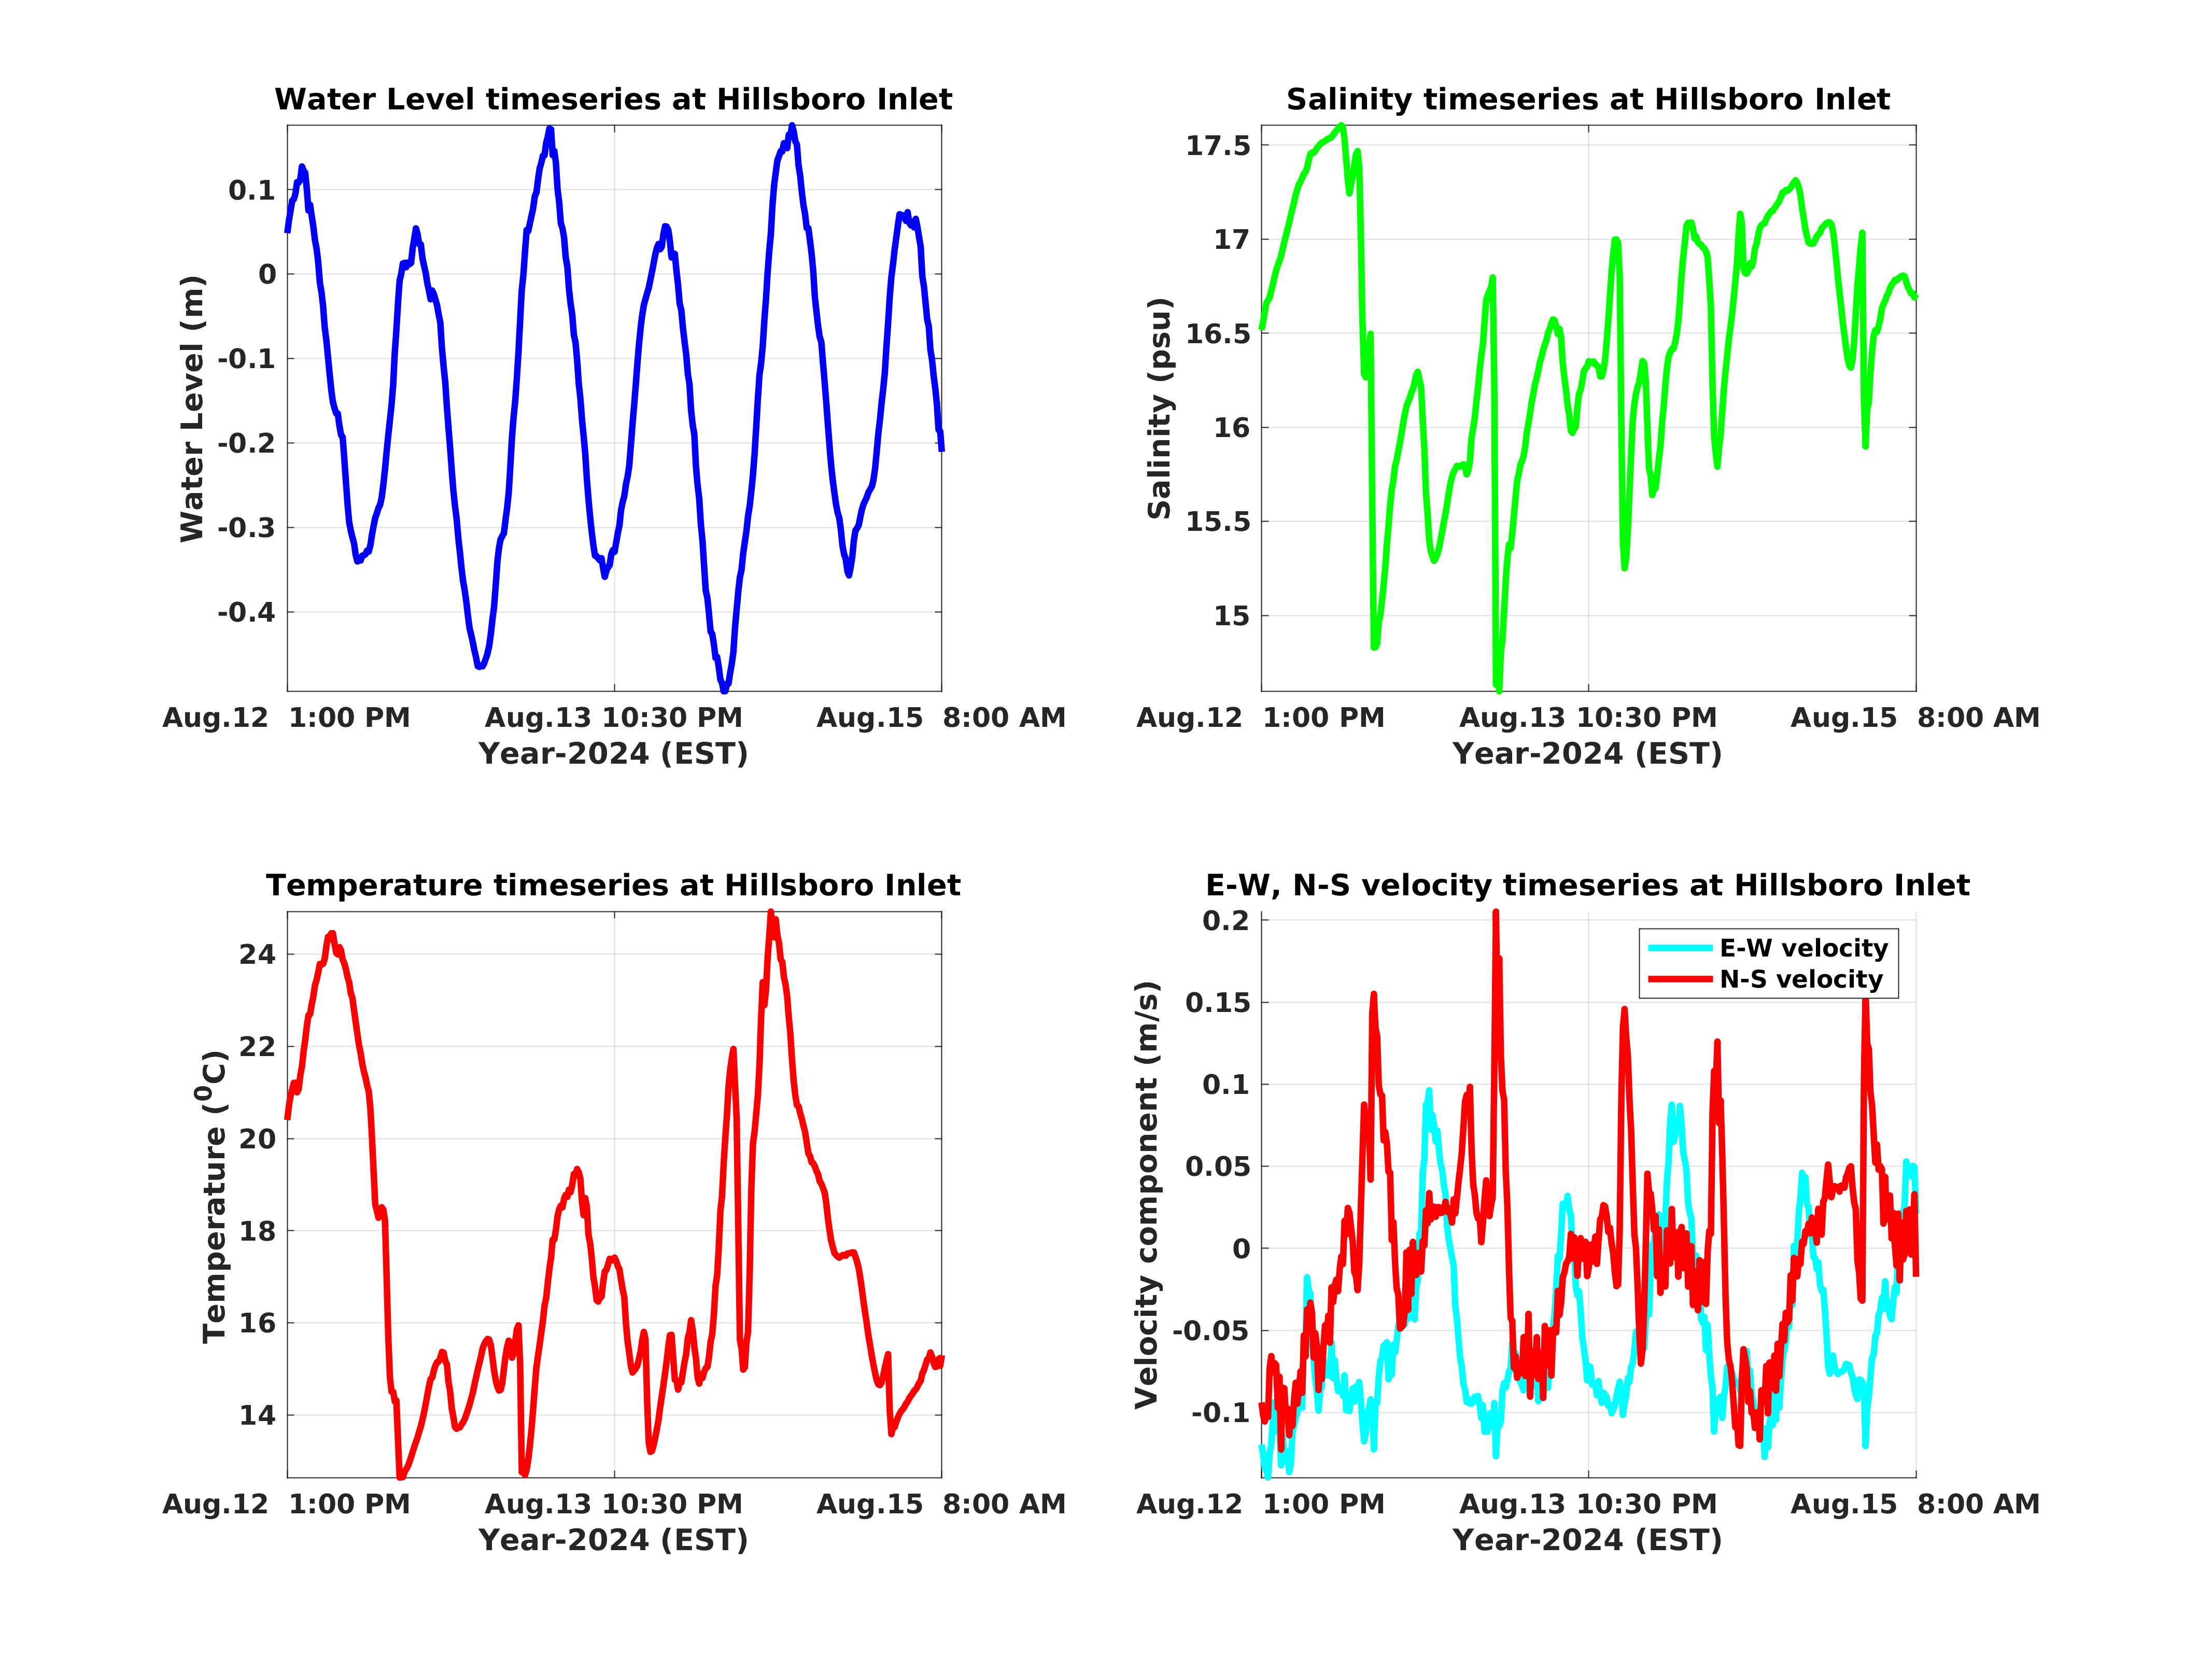 Water Level timeseries at Hillsboro Inlet
Water Level (m)
0.1
0
-0.1
-0.2
-0.3
-0.4
Aug.12 1:00 PM
Aug.13 10:30 PM
Aug.15 8:00 AM
Year-2024 (EST)
Salinity timeseries at Hillsboro Inlet
Salinity (psu)
17.5
17
16.5
16
15.5
15
Aug.12 1:00 PM
Aug.13 10:30 PM
Aug.15 8:00 AM
Year-2024 (EST)
Temperature timeseries at Hillsboro Inlet
Temperature (⁰C)
24
22
20
18
16
14
Aug.12 1:00 PM
Aug.13 10:30 PM
Aug.15 8:00 AM
Year-2024 (EST)
E-W, N-S velocity timeseries at Hillsboro Inlet
Velocity component (m/s)
0.2
0.15
0.1
0.05
0
-0.05
-0.1
E-W velocity
N-S velocity
Aug.12 1:00 PM
Aug.13 10:30 PM
Aug.15 8:00 AM
Year-2024 (EST)